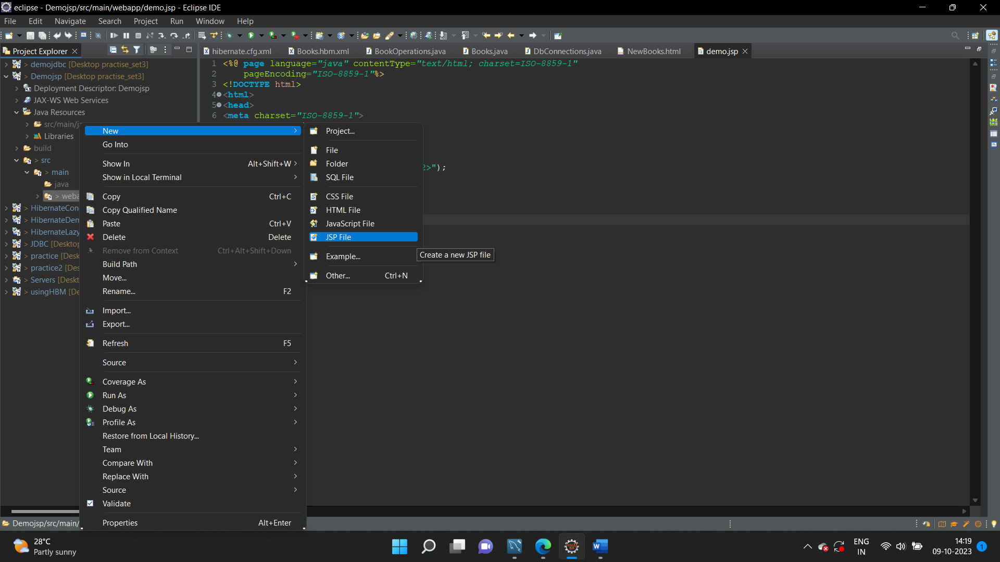 eclipse - Demojsp/src/main/webapp/demo.jsp - Eclipse IDE
File Edit Navigate Search Project Run Window Help
Project Explorer
hibernate.cfg.xml Books.hbm.xml BookOperations.java Books.java DbConnections.java NewBooks.html demo.jsp
> demojdbc [Desktop practise_set3]
> Demojsp [Desktop practise_set3]
Deployment Descriptor: Demojsp
JAX-WS Web Services
Java Resources
src/main/j
Libraries
build
> src
> main
java
> weba
> HibernateCon
> HibernateDem
> HibernateLazy
> JDBC [Desktop
> practice [Desk
> practice2 [Des
> Servers [Deskt
> usingHBM [De
1 <%@ page language="java" contentType="text/html; charset=ISO-8859-1"
2 pageEncoding="ISO-8859-1"%>
3 <!DOCTYPE html>
4 <html>
5 <head>
6 <meta charset="ISO-8859-1">
2>");
New
Go Into
Show In Alt+Shift+W
Show in Local Terminal
Copy Ctrl+C
Copy Qualified Name
Paste Ctrl+V
Delete Delete
Remove from Context Ctrl+Alt+Shift+Down
Build Path
Move...
Rename... F2
Import...
Export...
Refresh F5
Source
Coverage As
Run As
Debug As
Profile As
Restore from Local History...
Team
Compare With
Replace With
Source
Validate
Properties Alt+Enter
Project...
File
Folder
SQL File
CSS File
HTML File
JavaScript File
JSP File
Example...
Other... Ctrl+N
Create a new JSP file
Demojsp/src/main/
28°C
Partly sunny
ENG
IN
14:19
09-10-2023
1